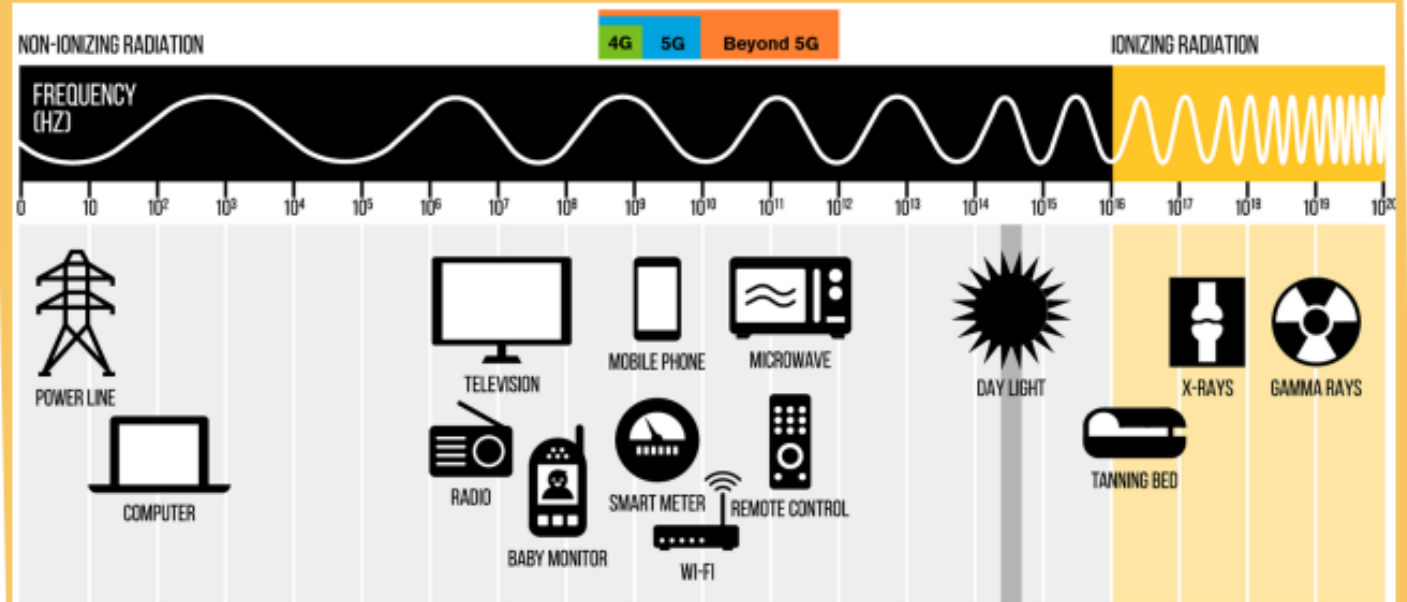 4G 5G Beyond 5G
NON-IONIZING RADIATION
IONIZING RADIATION
FREQUENCY
(HZ)
0 10 10² 10³ 10⁴ 10⁵ 10⁶ 10⁷ 10⁸ 10⁹ 10¹⁰ 10¹¹ 10¹² 10¹³ 10¹⁴ 10¹⁵ 10¹⁶ 10¹⁷ 10¹⁸ 10¹⁹ 10²⁰
POWER LINE
COMPUTER
TELEVISION
RADIO
BABY MONITOR
MOBILE PHONE
SMART METER
WI-FI
MICROWAVE
REMOTE CONTROL
DAY LIGHT
TANNING BED
X-RAYS
GAMMA RAYS